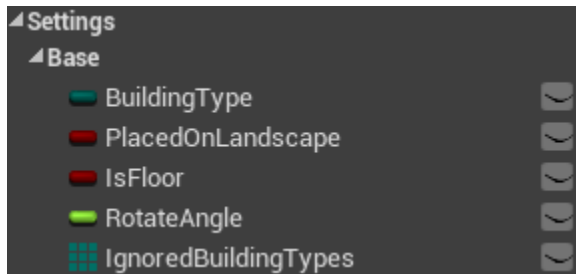 Settings
Base
BuildingType
PlacedOnLandscape
IsFloor
RotateAngle
IgnoredBuildingTypes